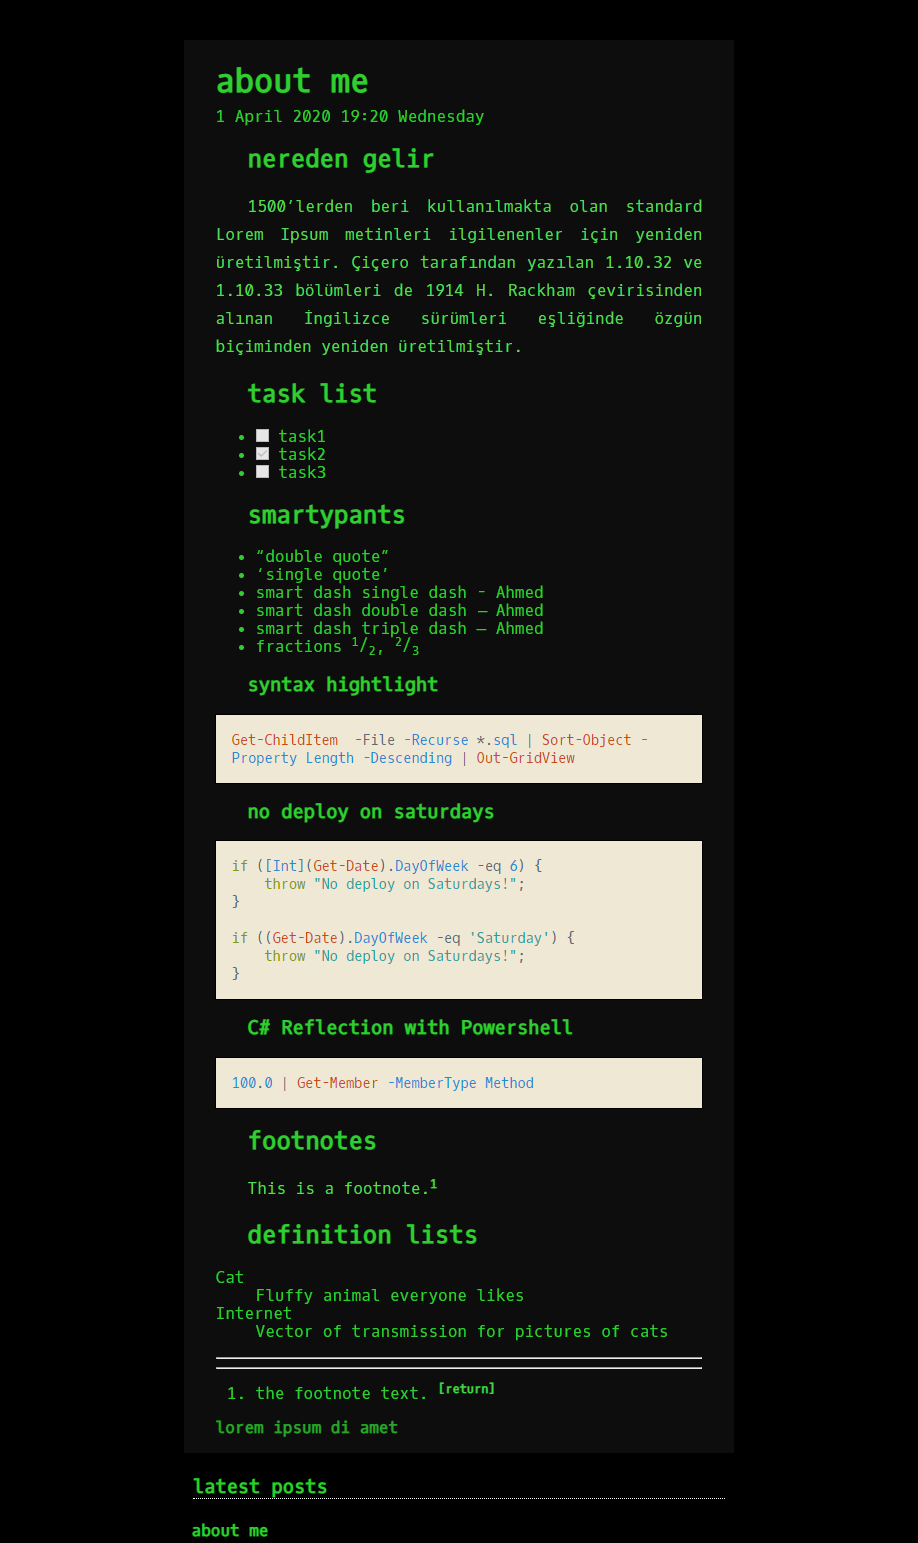 about me
1 April 2020 19:20 Wednesday
nereden gelir
1500’lerden beri kullanılmakta olan standard
Lorem Ipsum metinleri ilgilenenler için yeniden
üretilmiştir. Çiçero tarafından yazılan 1.10.32 ve
1.10.33 bölümleri de 1914 H. Rackham çevirisinden
alınan İngilizce sürümleri eşliğinde özgün
biçiminden yeniden üretilmiştir.
task list
task1
task2
task3
smartypants
“double quote”
‘single quote’
smart dash single dash - Ahmed
smart dash double dash – Ahmed
smart dash triple dash — Ahmed
fractions 1/2, 2/3
syntax hightlight
Get-ChildItem  -File -Recurse *.sql | Sort-Object -
Property Length -Descending | Out-GridView
no deploy on saturdays
if ([Int](Get-Date).DayOfWeek -eq 6) {
    throw "No deploy on Saturdays!";
}
if ((Get-Date).DayOfWeek -eq 'Saturday') {
    throw "No deploy on Saturdays!";
}
C# Reflection with Powershell
100.0 | Get-Member -MemberType Method
footnotes
This is a footnote.1
definition lists
Cat
Fluffy animal everyone likes
Internet
Vector of transmission for pictures of cats
1. the footnote text. [return]
lorem ipsum di amet
latest posts
about me